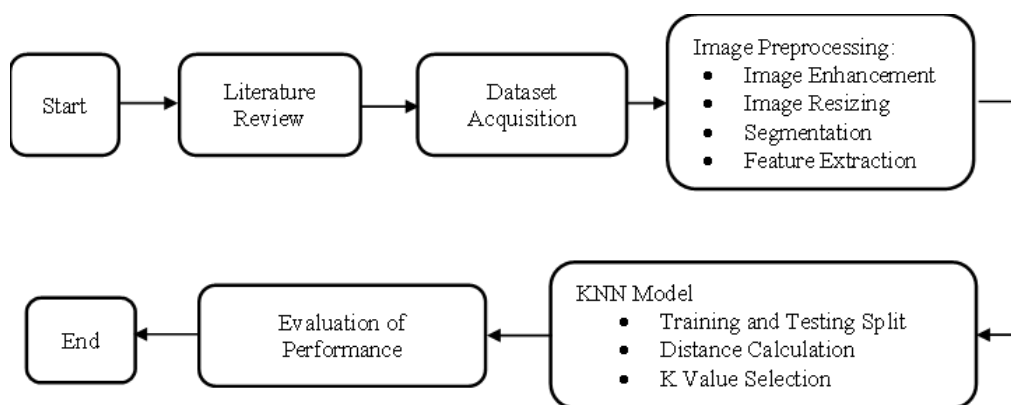 Start
Literature
Review
Dataset
Acquisition
Image Preprocessing:
• Image Enhancement
• Image Resizing
• Segmentation
• Feature Extraction
KNN Model
• Training and Testing Split
• Distance Calculation
• K Value Selection
Evaluation of
Performance
End